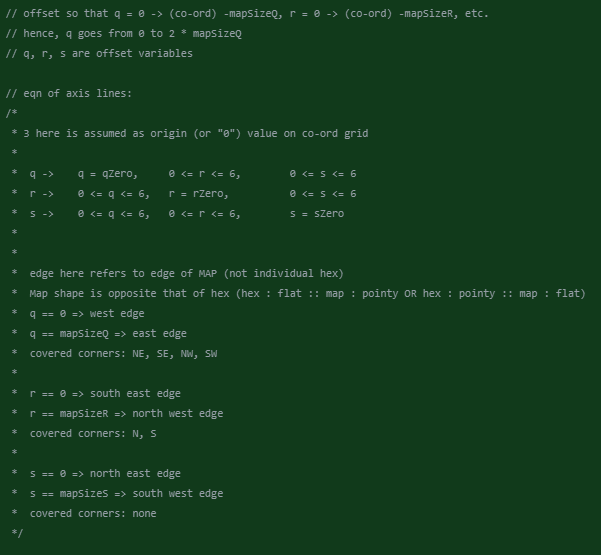 // offset so that q = 0 -> (co-ord) -mapSizeQ, r = 0 -> (co-ord) -mapSizeR, etc.
// hence, q goes from 0 to 2 * mapSizeQ
// q, r, s are offset variables

// eqn of axis lines:
/*
 * 3 here is assumed as origin (or "0") value on co-ord grid
 *
 *  q ->    q = qZero,     0 <= r <= 6,        0 <= s <= 6
 *  r ->    0 <= q <= 6,   r = rZero,          0 <= s <= 6
 *  s ->    0 <= q <= 6,   0 <= r <= 6,        s = sZero
 *
 *
 *  edge here refers to edge of MAP (not individual hex)
 *  Map shape is opposite that of hex (hex : flat :: map : pointy OR hex : pointy :: map : flat)
 *  q == 0 => west edge
 *  q == mapSizeQ => east edge
 *  covered corners: NE, SE, NW, SW
 *
 *  r == 0 => south east edge
 *  r == mapSizeR => north west edge
 *  covered corners: N, S
 *
 *  s == 0 => north east edge
 *  s == mapSizeS => south west edge
 *  covered corners: none
 */